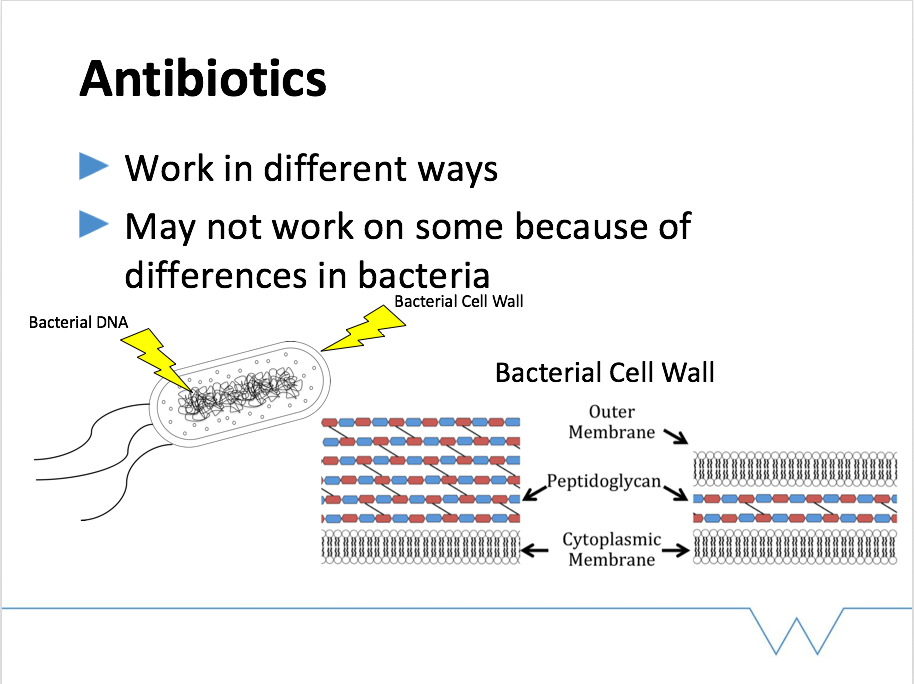 Antibiotics
Work in different ways
May not work on some because of
differences in bacteria
Bacterial Cell Wall
Bacterial DNA
Bacterial Cell Wall
Outer
Membrane
Peptidoglycan
Cytoplasmic
Membrane